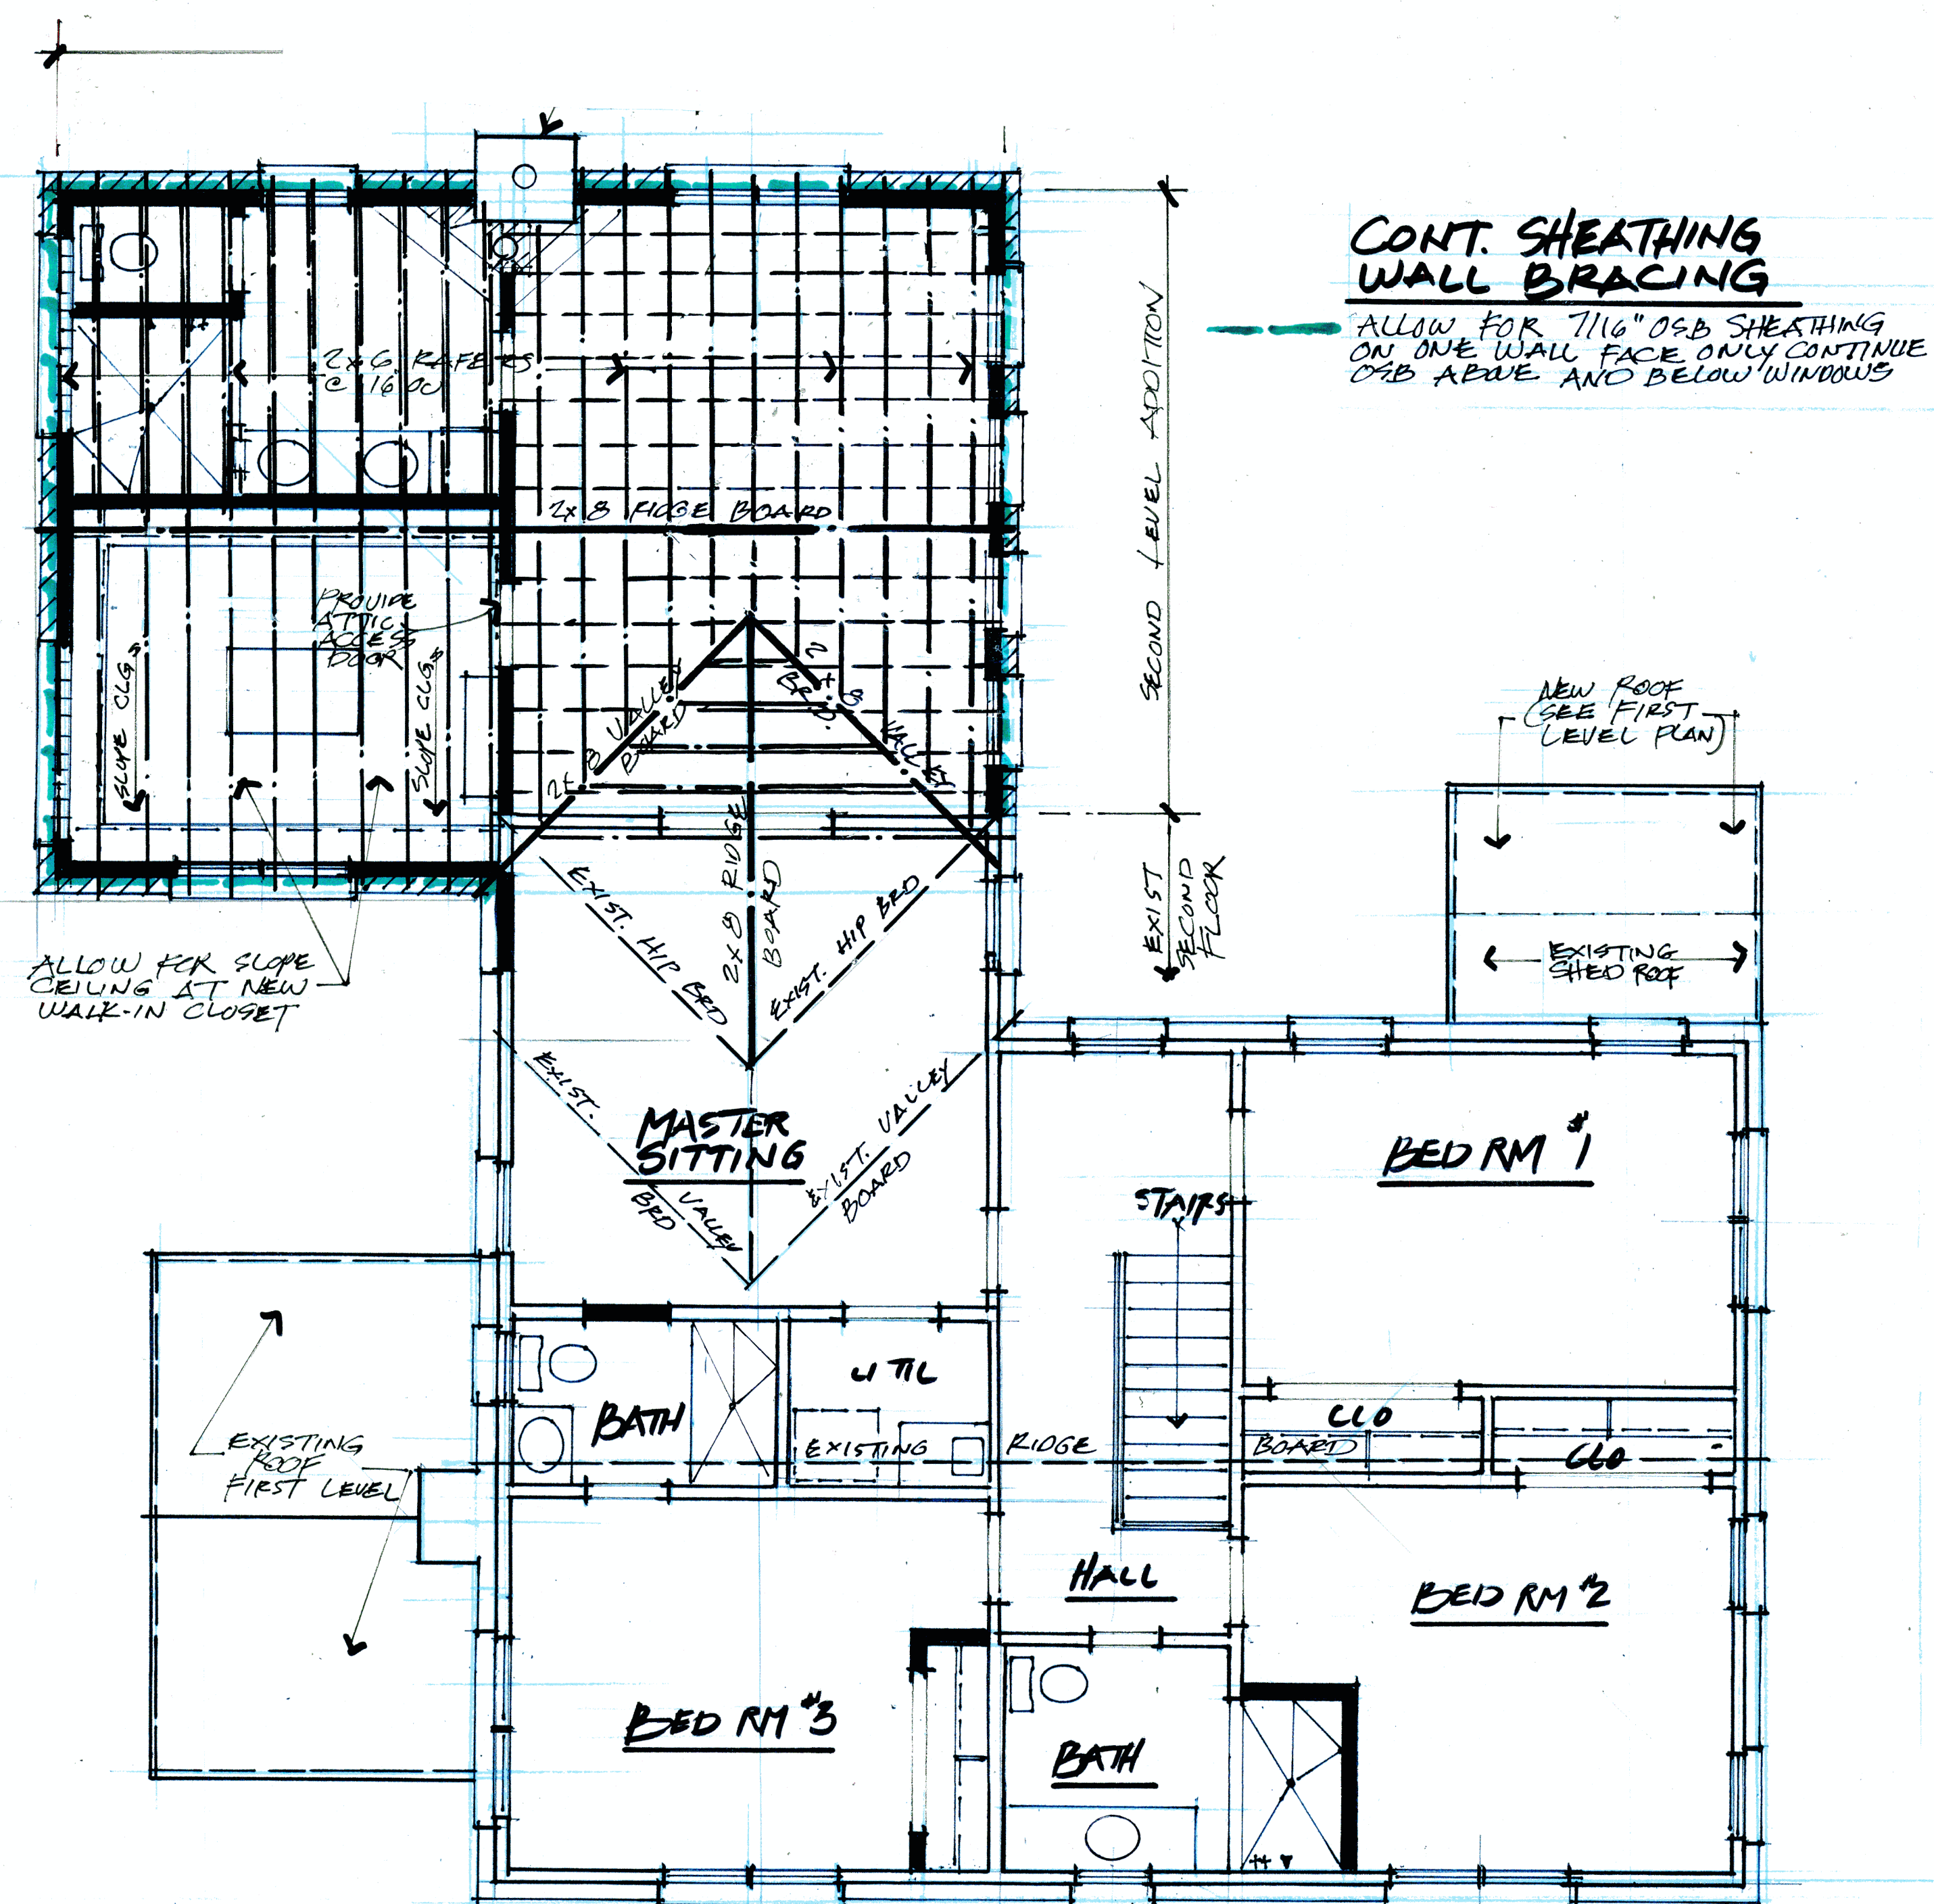 CONT. SHEATHING
WALL BRACING
ALLOW FOR 7/16" OSB SHEATHING
ON ONE WALL FACE ONLY CONTINUE
OSB ABOVE AND BELOW WINDOWS
2x6 RAFERS
@ 16 OC
2x8 RIDGE BOARD
SECOND LEVEL ADDITION
PROVIDE
ATTIC
ACCESS
DOOR
SLOPE CLG
SLOPE CLG
2x8 VALLEY
BOARD
2x8 VALLEY
BRD
NEW ROOF
(SEE FIRST
LEVEL PLAN)
2x8 RIDGE
BOARD
EXIST
SECOND
FLOOR
EXIST. HIP BRD
EXIST. HIP BRD
EXISTING
SHED ROOF
ALLOW FOR SLOPE
CEILING AT NEW
WALK-IN CLOSET
EXIST. VALLEY
BRD
EXIST. VALLEY
BOARD
MASTER
SITTING
BED RM #1
STAIRS
UTIL
BATH
CLO
EXISTING RIDGE BOARD
CLO
EXISTING
ROOF
FIRST LEVEL
HALL
BED RM #2
BED RM #3
BATH